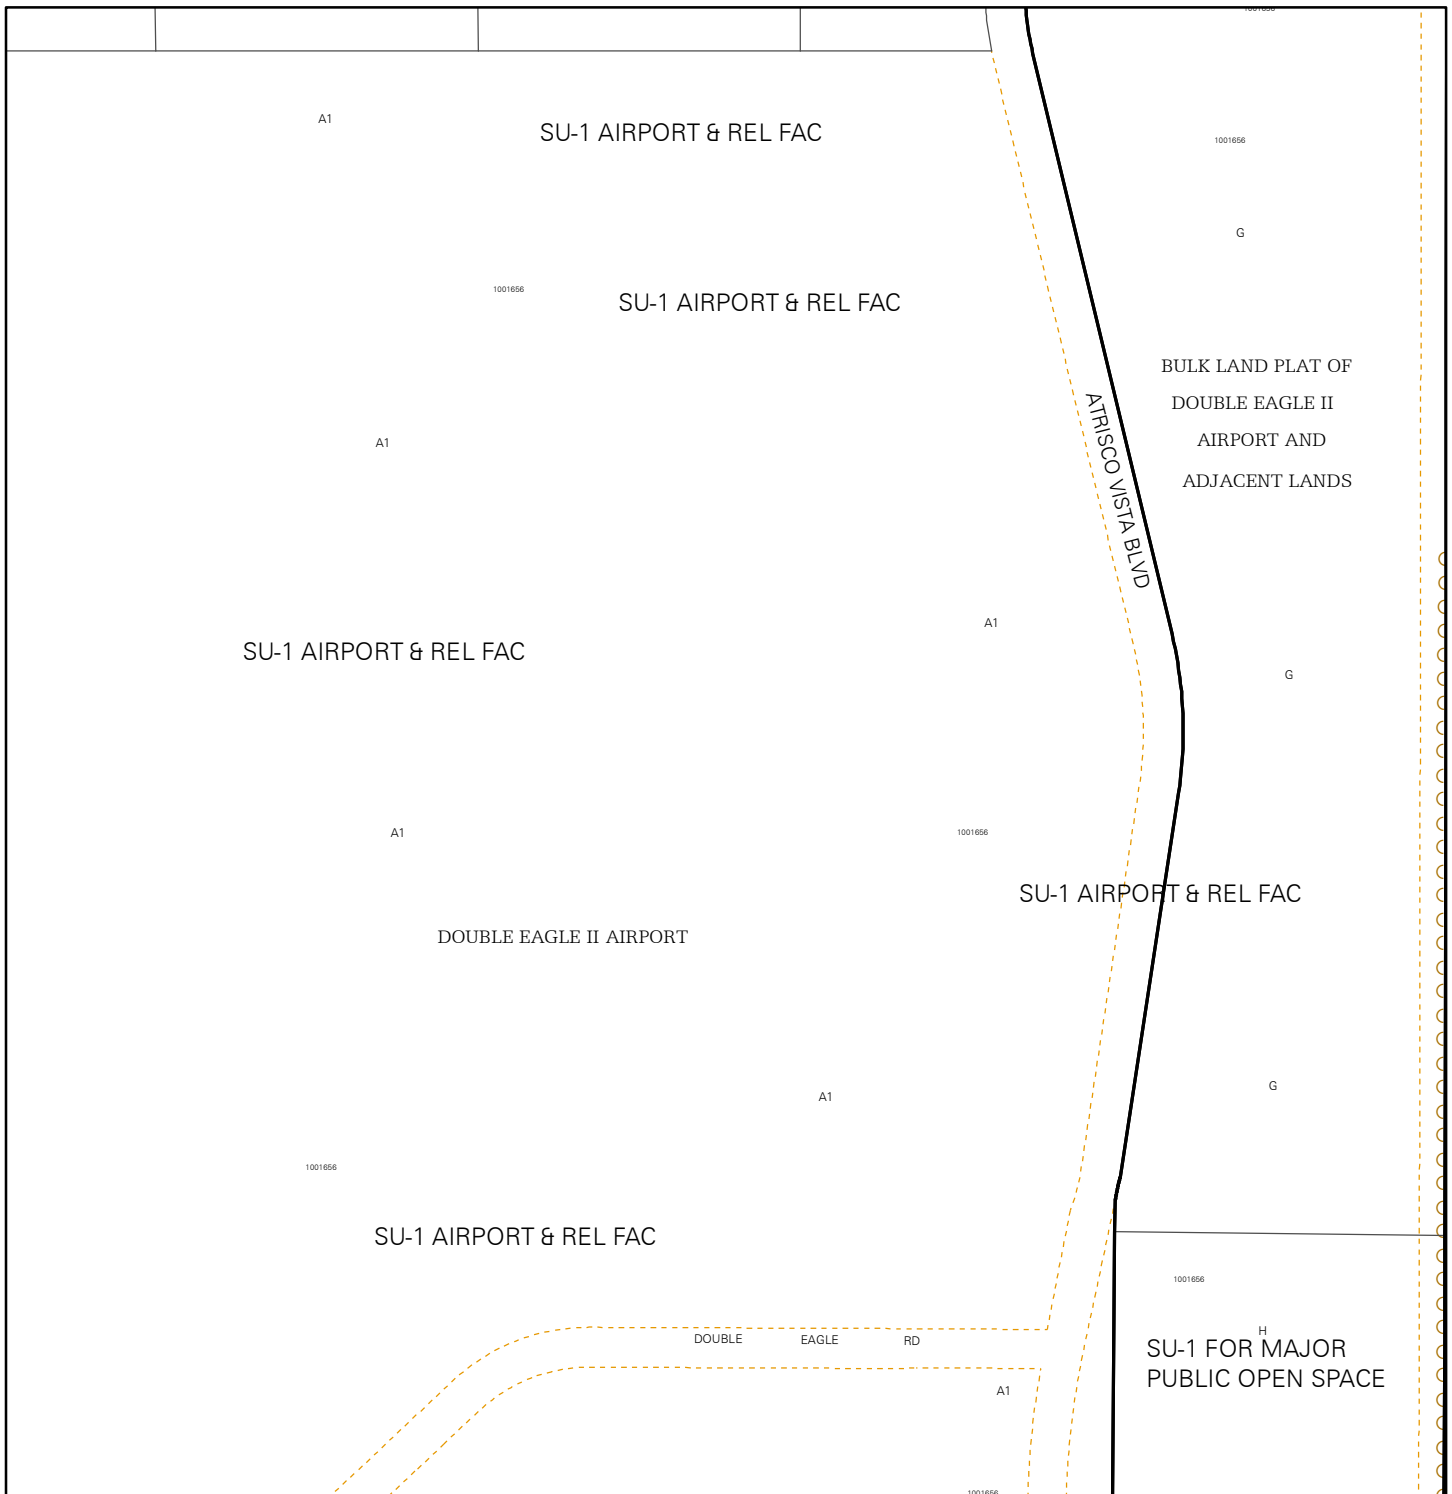 1001656
A1
SU-1 AIRPORT & REL FAC
1001656
G
1001656
SU-1 AIRPORT & REL FAC
BULK LAND PLAT OF
DOUBLE EAGLE II
AIRPORT AND
ADJACENT LANDS
ATRISCO VISTA BLVD
A1
A1
SU-1 AIRPORT & REL FAC
G
A1
1001656
SU-1 AIRPORT & REL FAC
DOUBLE EAGLE II AIRPORT
G
A1
1001656
SU-1 AIRPORT & REL FAC
1001656
DOUBLE EAGLE RD
H
SU-1 FOR MAJOR
PUBLIC OPEN SPACE
A1
1001656